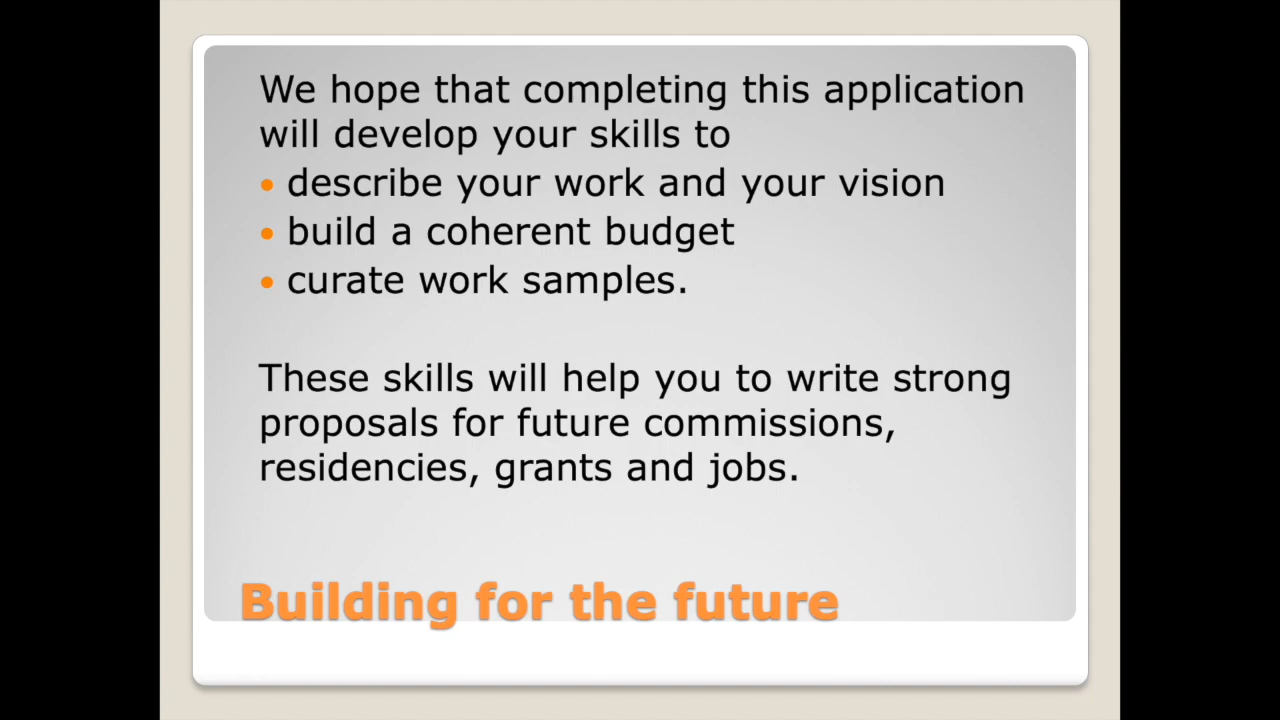 We hope that completing this application
will develop your skills to
• describe your work and your vision
• build a coherent budget
• curate work samples.
These skills will help you to write strong
proposals for future commissions,
residencies, grants and jobs.
Building for the future